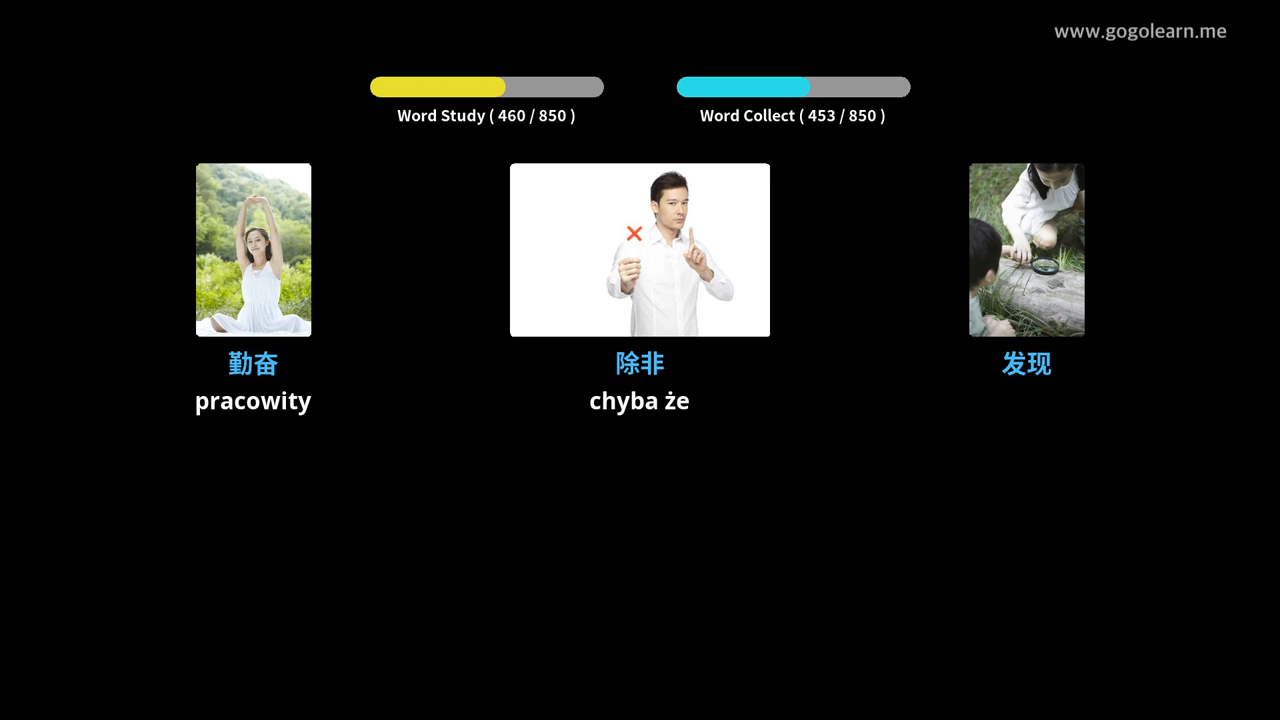 www.gogolearn.me
Word Study ( 460 / 850 )
Word Collect ( 453 / 850 )
勤奋
除非
发现
pracowity
chyba że